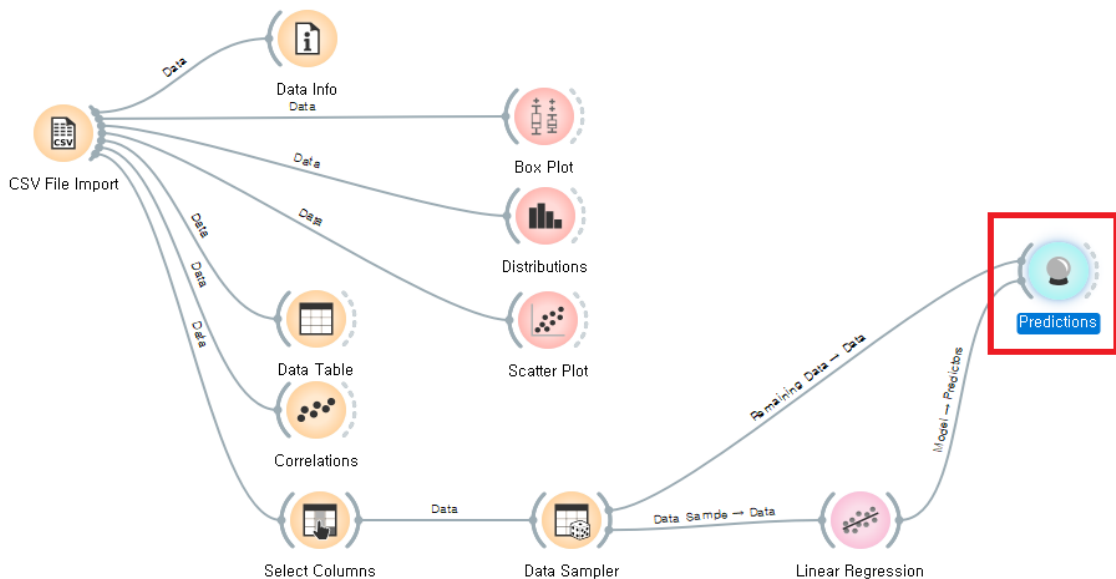 Data
Data Info
Data
CSV
CSV File Import
Box Plot
Data
Distributions
Data
Data
Predictions
Data
Data
Data Table
Scatter Plot
Remaining Data → Data
Model → Predictors
Correlations
Data
Data Sample → Data
Select Columns
Data Sampler
Linear Regression